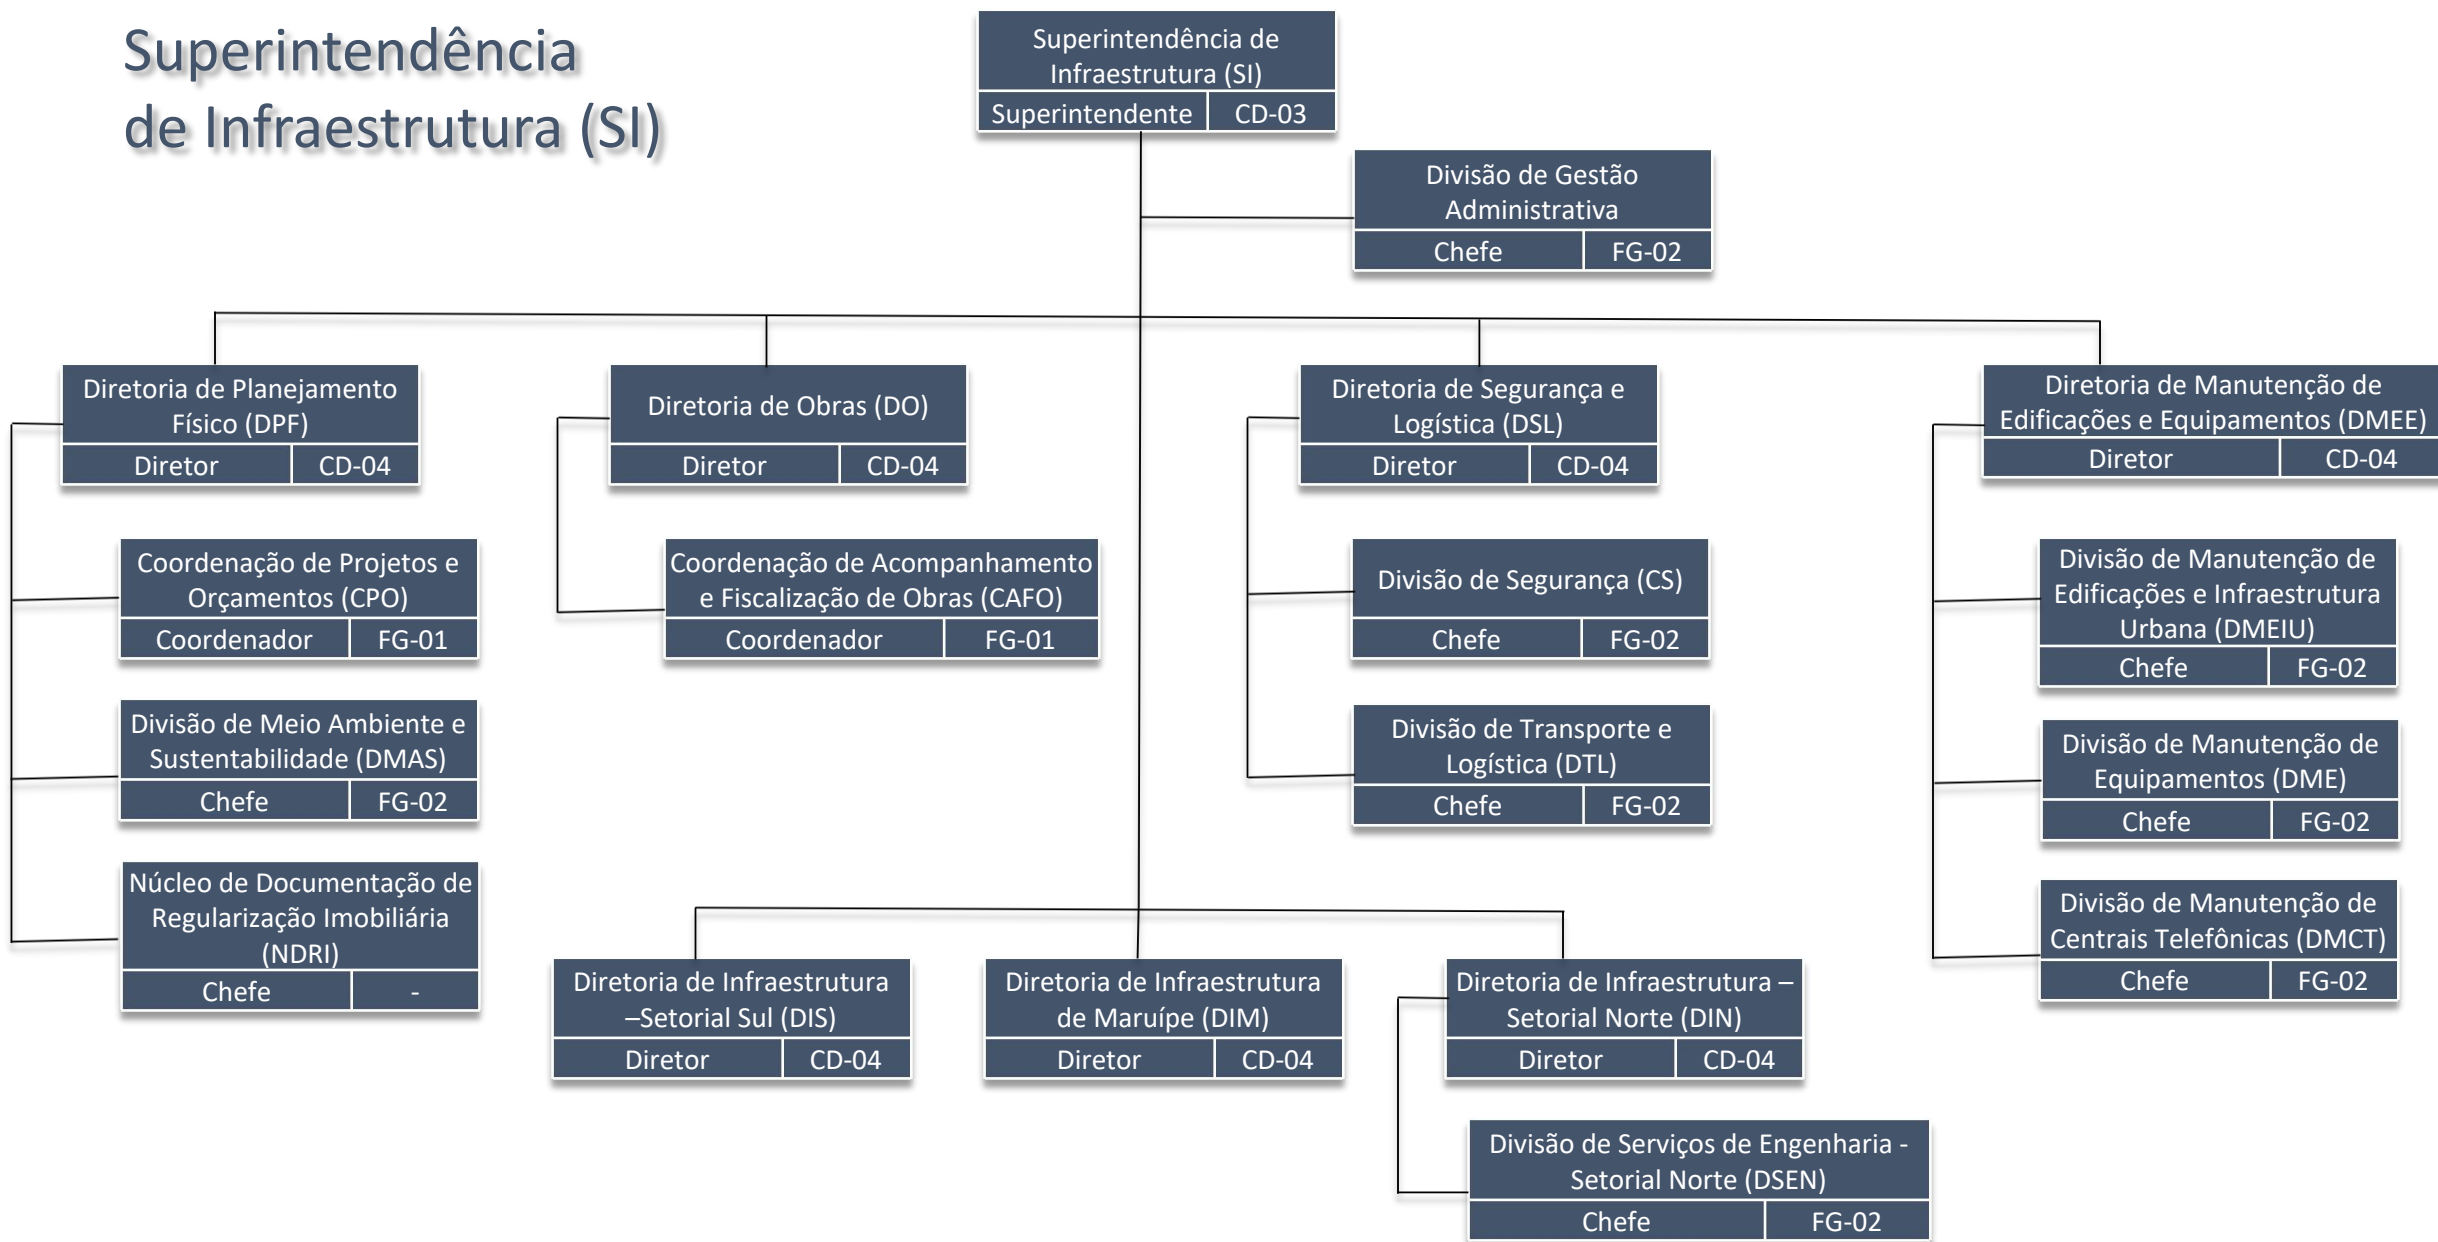 Superintendência
de Infraestrutura (SI)
Superintendência de
Infraestrutura (SI)
Superintendente CD-03
Divisão de Gestão
Administrativa
Chefe FG-02
Diretoria de Planejamento
Físico (DPF)
Diretor CD-04
Coordenação de Projetos e
Orçamentos (CPO)
Coordenador FG-01
Divisão de Meio Ambiente e
Sustentabilidade (DMAS)
Chefe FG-02
Núcleo de Documentação de
Regularização Imobiliária
(NDRI)
Chefe -
Diretoria de Obras (DO)
Diretor CD-04
Coordenação de Acompanhamento
e Fiscalização de Obras (CAFO)
Coordenador FG-01
Diretoria de Segurança e
Logística (DSL)
Diretor CD-04
Divisão de Segurança (CS)
Chefe FG-02
Divisão de Transporte e
Logística (DTL)
Chefe FG-02
Diretoria de Manutenção de
Edificações e Equipamentos (DMEE)
Diretor CD-04
Divisão de Manutenção de
Edificações e Infraestrutura
Urbana (DMEIU)
Chefe FG-02
Divisão de Manutenção de
Equipamentos (DME)
Chefe FG-02
Divisão de Manutenção de
Centrais Telefônicas (DMCT)
Chefe FG-02
Diretoria de Infraestrutura
–Setorial Sul (DIS)
Diretor CD-04
Diretoria de Infraestrutura
de Maruípe (DIM)
Diretor CD-04
Diretoria de Infraestrutura –
Setorial Norte (DIN)
Diretor CD-04
Divisão de Serviços de Engenharia -
Setorial Norte (DSEN)
Chefe FG-02